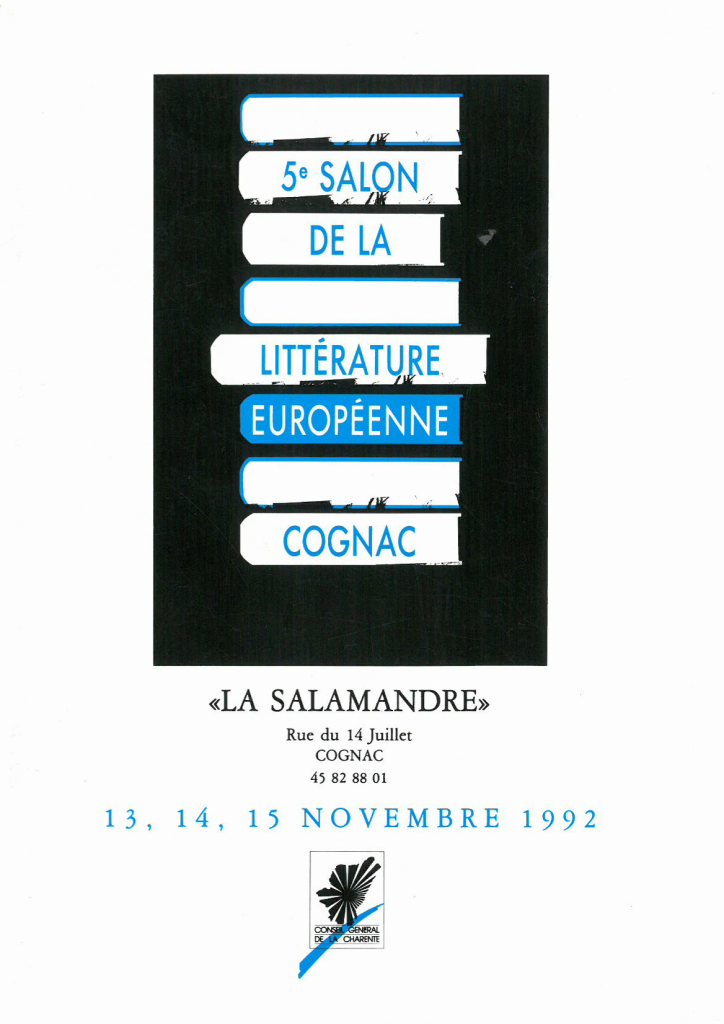 5e SALON
DE LA
LITTÉRATURE
EUROPÉENNE
COGNAC
«LA SALAMANDRE»
Rue du 14 Juillet
COGNAC
45 82 88 01
13, 14, 15 NOVEMBRE 1992
CONSEIL GENERAL
DE LA CHARENTE